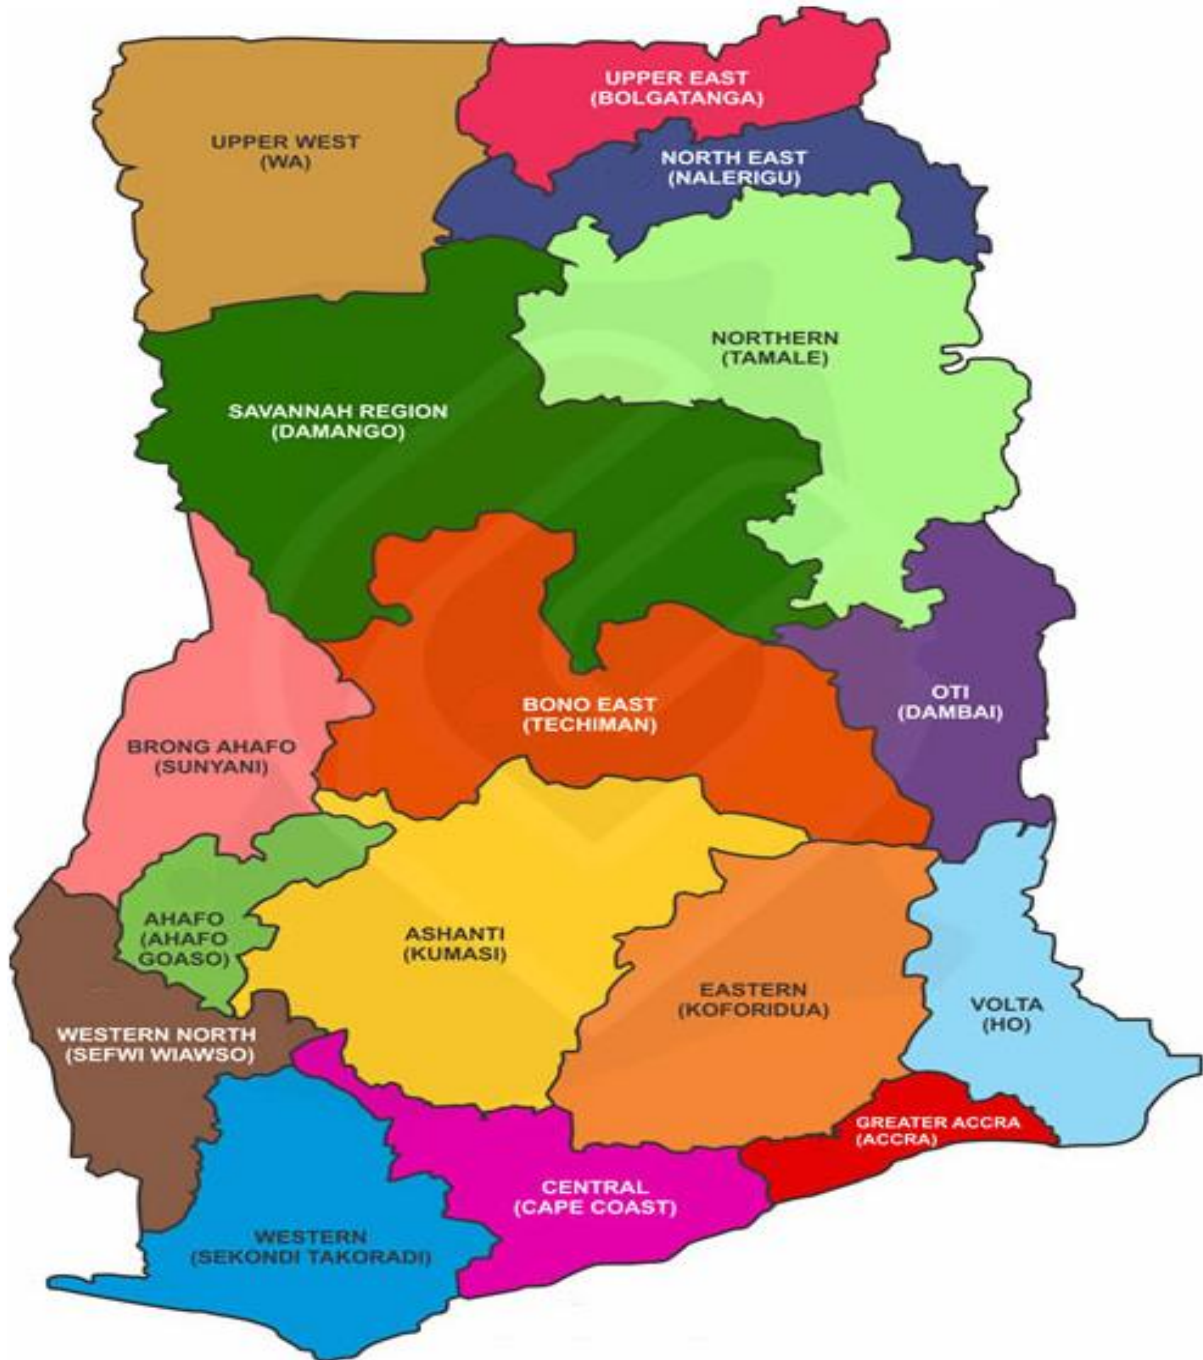 UPPER EAST
(BOLGATANGA)
UPPER WEST
(WA)
NORTH EAST
(NALERIGU)
NORTHERN
(TAMALE)
SAVANNAH REGION
(DAMANGO)
OTI
(DAMBAI)
BONO EAST
(TECHIMAN)
BRONG AHAFO
(SUNYANI)
AHAFO
(AHAFO
GOASO)
ASHANTI
(KUMASI)
EASTERN
(KOFORIDUA)
VOLTA
(HO)
WESTERN NORTH
(SEFWI WIAWSO)
GREATER ACCRA
(ACCRA)
CENTRAL
(CAPE COAST)
WESTERN
(SEKONDI TAKORADI)